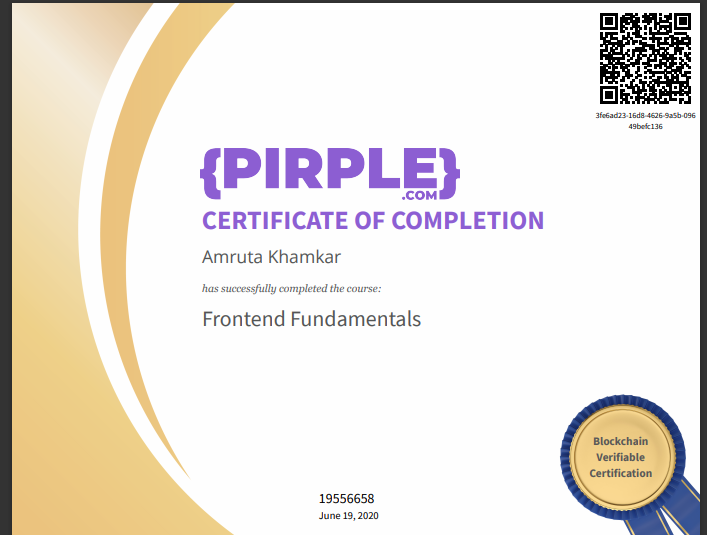 3fe6ad23-16d8-4626-9a5b-096
49befc136
{PIRPLE}
.COM
CERTIFICATE OF COMPLETION
Amruta Khamkar
has successfully completed the course:
Frontend Fundamentals
Blockchain
Verifiable
Certification
19556658
June 19, 2020